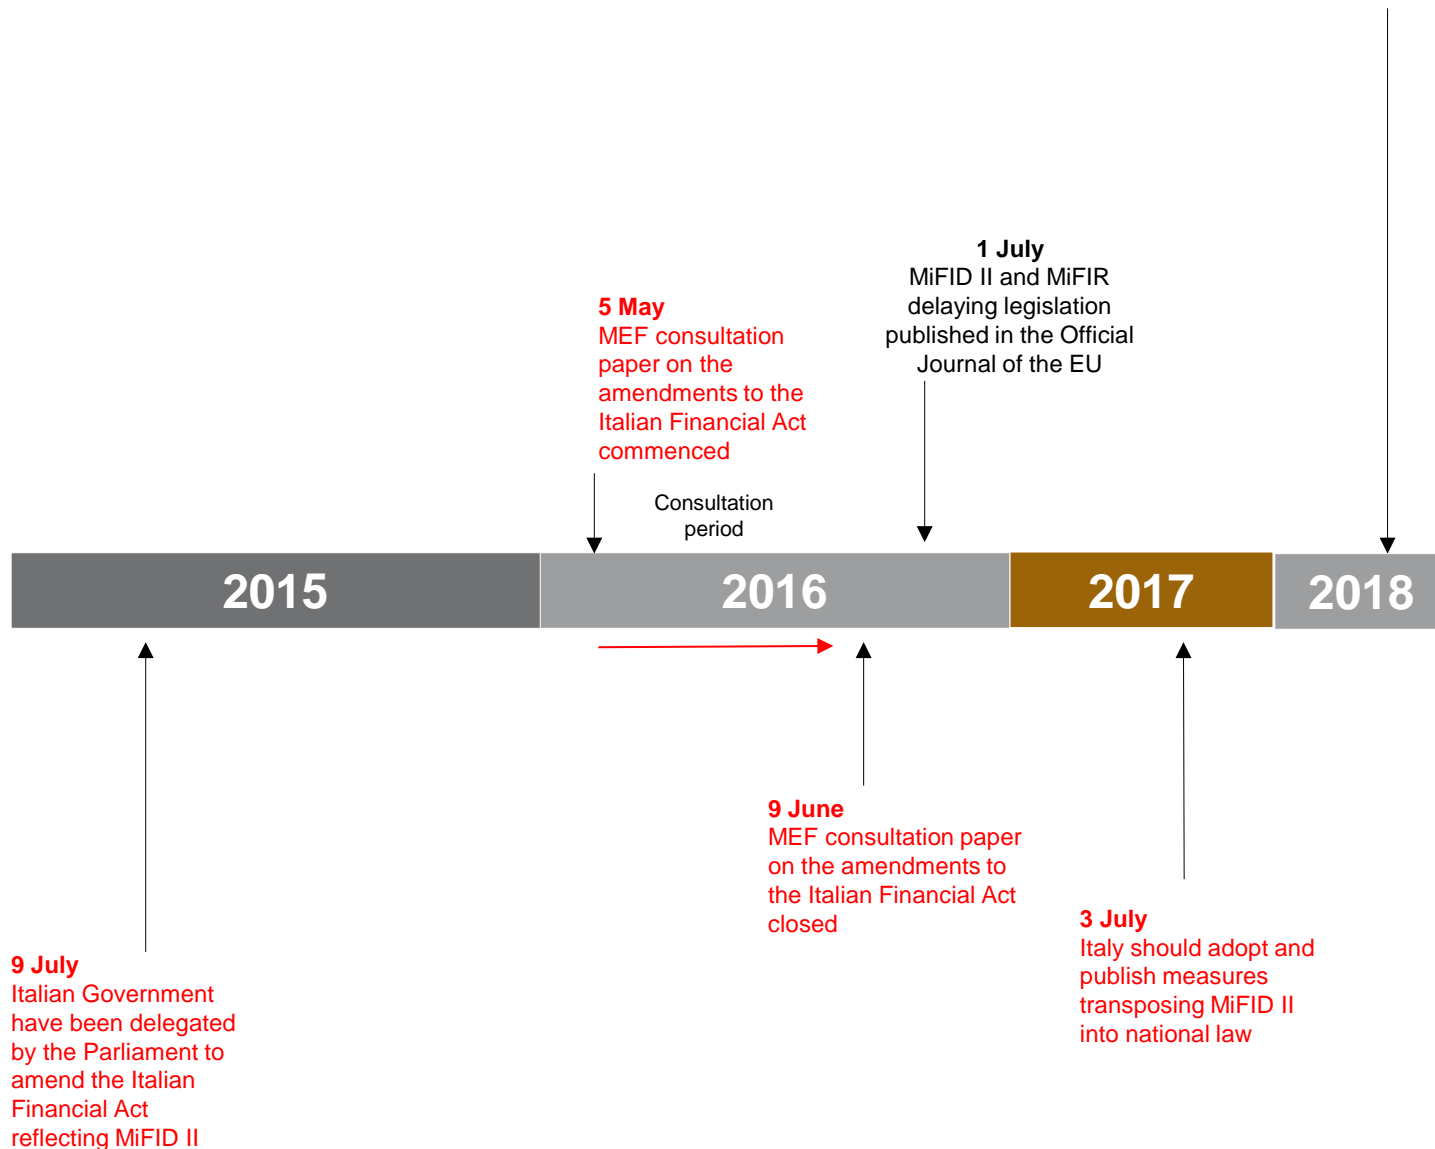 1 July
MiFID II and MiFIR
delaying legislation
published in the Official
Journal of the EU
5 May
MEF consultation
paper on the
amendments to the
Italian Financial Act
commenced
Consultation
period
2015
2016
2017
2018
9 June
MEF consultation paper
on the amendments to
the Italian Financial Act
closed
3 July
Italy should adopt and
publish measures
transposing MiFID II
into national law
9 July
Italian Government
have been delegated
by the Parliament to
amend the Italian
Financial Act
reflecting MiFID II